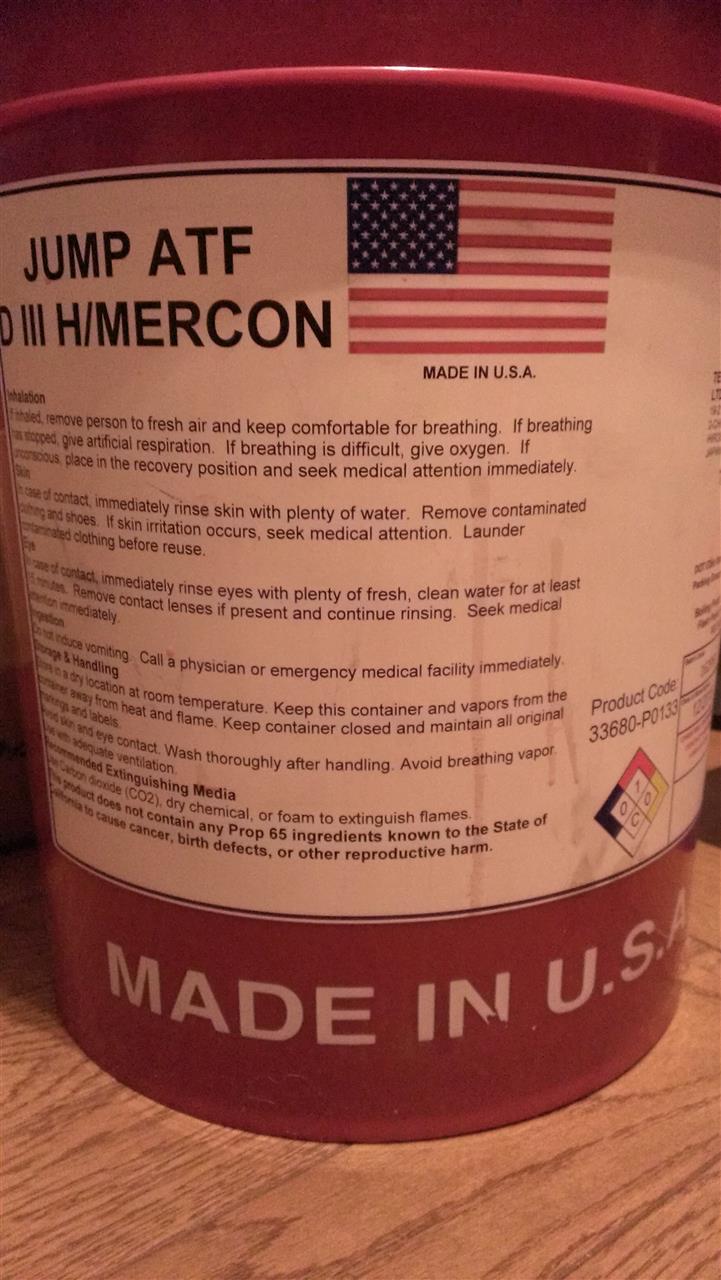 JUMP ATF
D III H/MERCON
MADE IN U.S.A.
Inhalation
If inhaled, remove person to fresh air and keep comfortable for breathing. If breathing
has stopped, give artificial respiration. If breathing is difficult, give oxygen. If
unconscious, place in the recovery position and seek medical attention immediately.
Skin
In case of contact, immediately rinse skin with plenty of water. Remove contaminated
clothing and shoes. If skin irritation occurs, seek medical attention. Launder
contaminated clothing before reuse.
Eye
In case of contact, immediately rinse eyes with plenty of fresh, clean water for at least
15 minutes. Remove contact lenses if present and continue rinsing. Seek medical
attention immediately.
Ingestion
Do not induce vomiting. Call a physician or emergency medical facility immediately.
Storage & Handling
Store in a dry location at room temperature. Keep this container and vapors from the
container away from heat and flame. Keep container closed and maintain all original
markings and labels.
Avoid skin and eye contact. Wash thoroughly after handling. Avoid breathing vapor.
Use with adequate ventilation.
Recommended Extinguishing Media
Use Carbon dioxide (CO2), dry chemical, or foam to extinguish flames.
This product does not contain any Prop 65 ingredients known to the State of
California to cause cancer, birth defects, or other reproductive harm.
Product Code
33680-P0133
1
0 0
C
MADE IN U.S.A